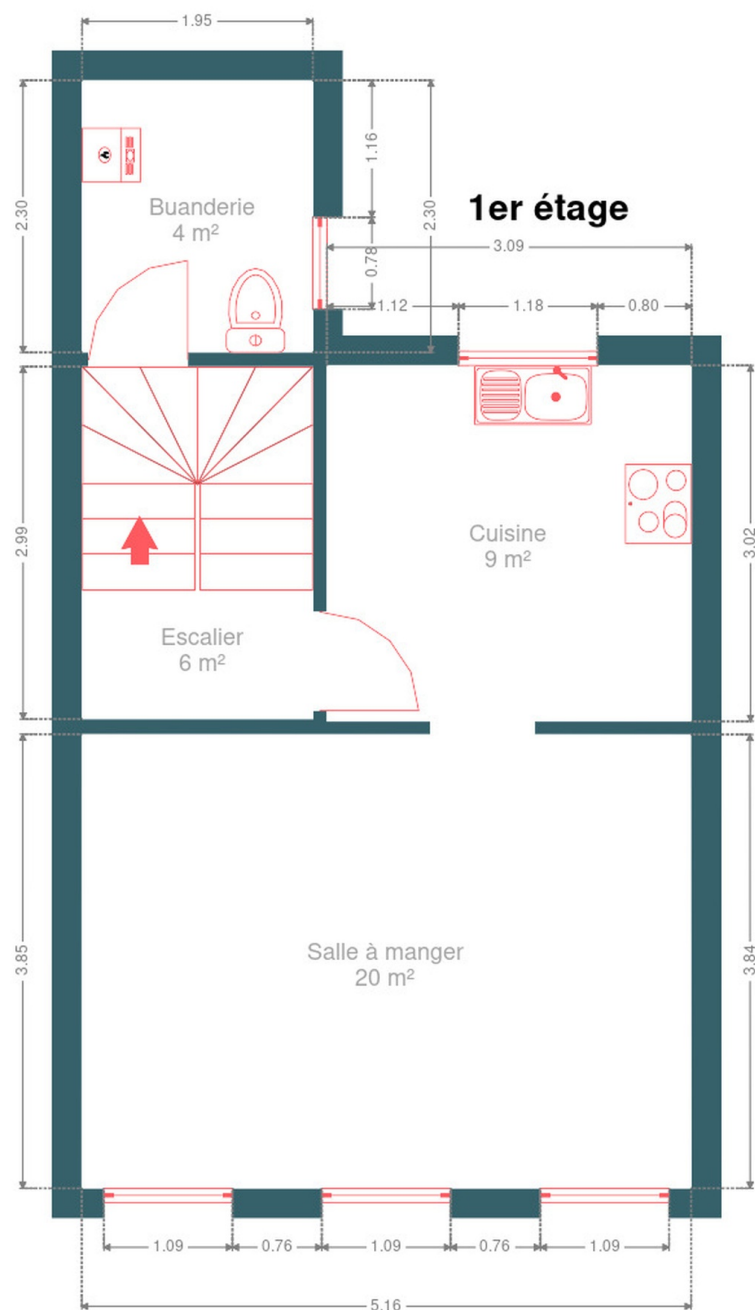 1.95
2.30
1.16
2.30
Buanderie
4 m²
1er étage
0.78
3.09
1.12
1.18
0.80
2.99
Cuisine
9 m²
3.02
Escalier
6 m²
3.85
Salle à manger
20 m²
3.84
1.09
0.76
1.09
0.76
1.09
5.16